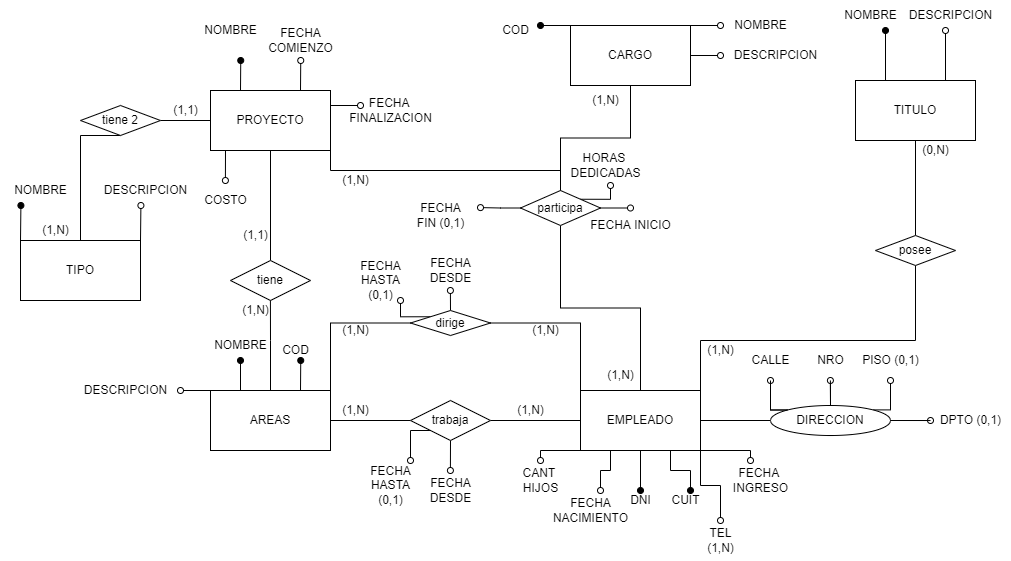 NOMBRE
DESCRIPCION
NOMBRE
COD
CARGO
DESCRIPCION
NOMBRE
FECHA
COMIENZO
FECHA
FINALIZACION
PROYECTO
(1,1)
tiene 2
(1,N)
TITULO
(0,N)
HORAS
DEDICADAS
(1,N)
COSTO
NOMBRE
DESCRIPCION
(1,N)
TIPO
FECHA
FIN (0,1)
participa
FECHA INICIO
(1,1)
posee
FECHA
HASTA
(0,1)
FECHA
DESDE
tiene
(1,N)
(1,N)
dirige
(1,N)
NOMBRE
COD
(1,N)
CALLE
NRO
PISO (0,1)
(1,N)
DESCRIPCION
AREAS
(1,N)
trabaja
(1,N)
EMPLEADO
DIRECCION
DPTO (0,1)
FECHA
HASTA
(0,1)
FECHA
DESDE
CANT
HIJOS
FECHA
NACIMIENTO
DNI
CUIT
FECHA
INGRESO
TEL
(1,N)